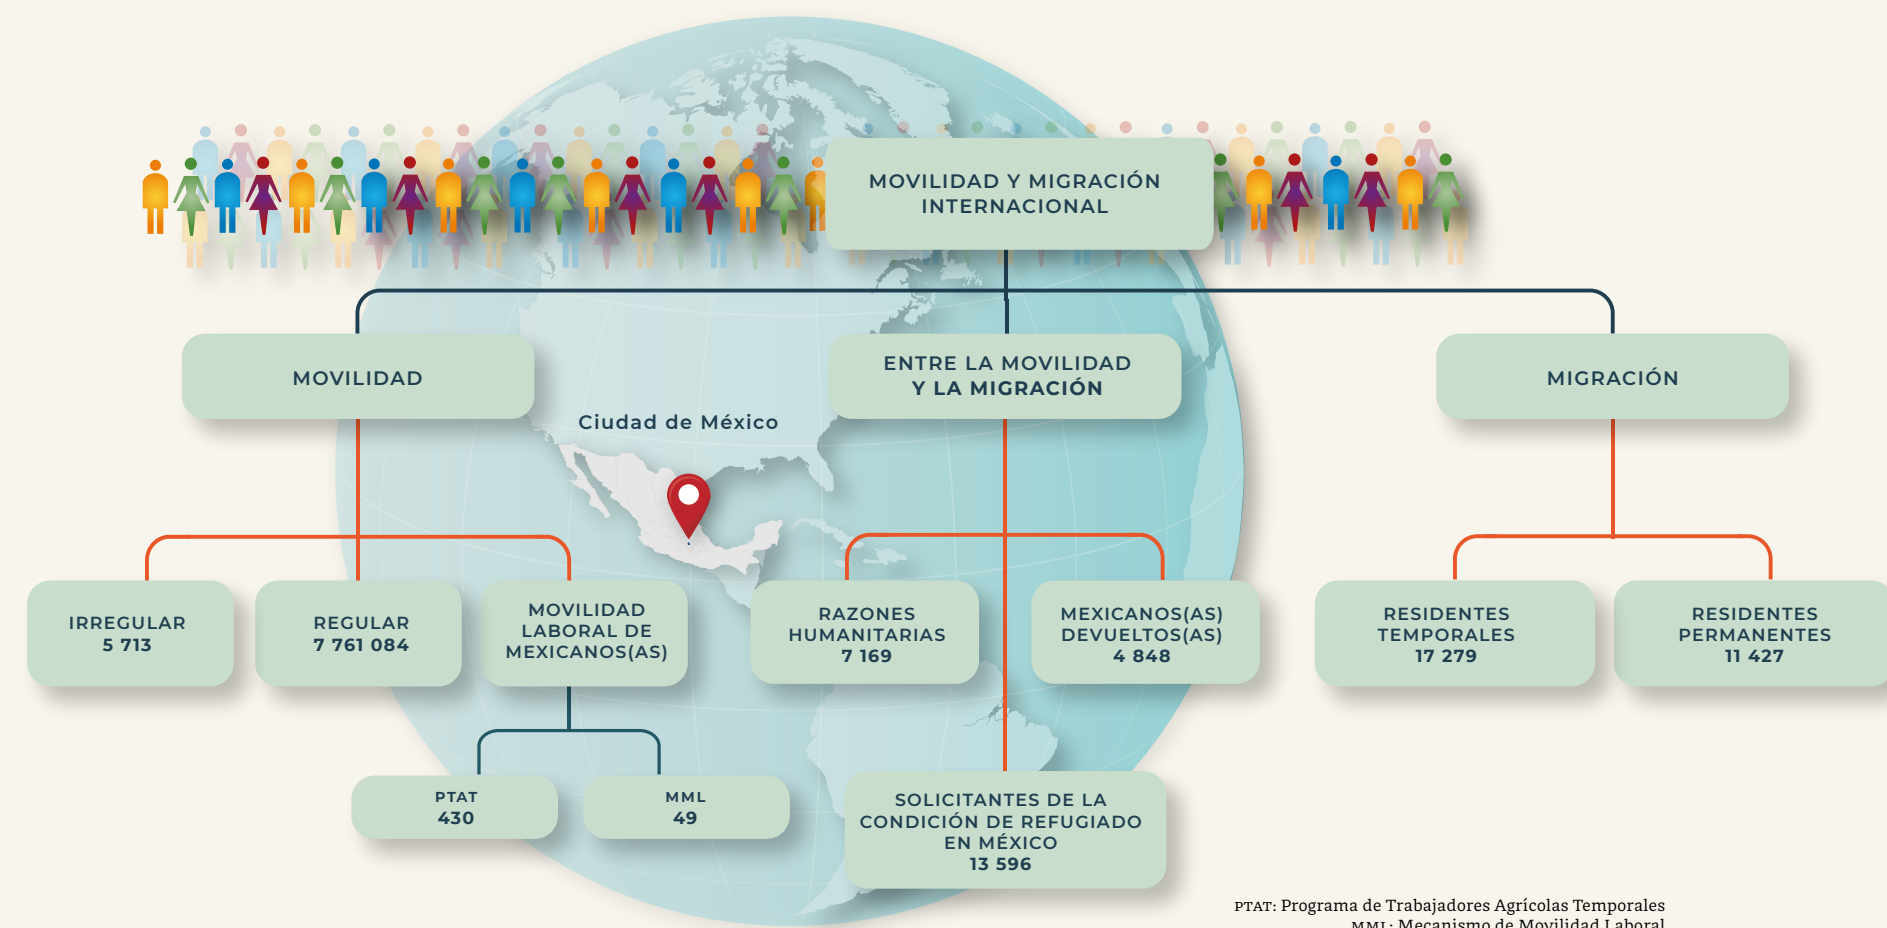 MOVILIDAD Y MIGRACIÓN
INTERNACIONAL
MOVILIDAD
ENTRE LA MOVILIDAD
Y LA MIGRACIÓN
MIGRACIÓN
Ciudad de México
IRREGULAR
5 713
REGULAR
7 761 084
MOVILIDAD
LABORAL DE
MEXICANOS(AS)
RAZONES
HUMANITARIAS
7 169
MEXICANOS(AS)
DEVUELTOS(AS)
4 848
RESIDENTES
TEMPORALES
17 279
RESIDENTES
PERMANENTES
11 427
PTAT
430
MML
49
SOLICITANTES DE LA
CONDICIÓN DE REFUGIADO
EN MÉXICO
13 596
PTAT: Programa de Trabajadores Agrícolas Temporales
MML: Mecanismo de Movilidad Laboral